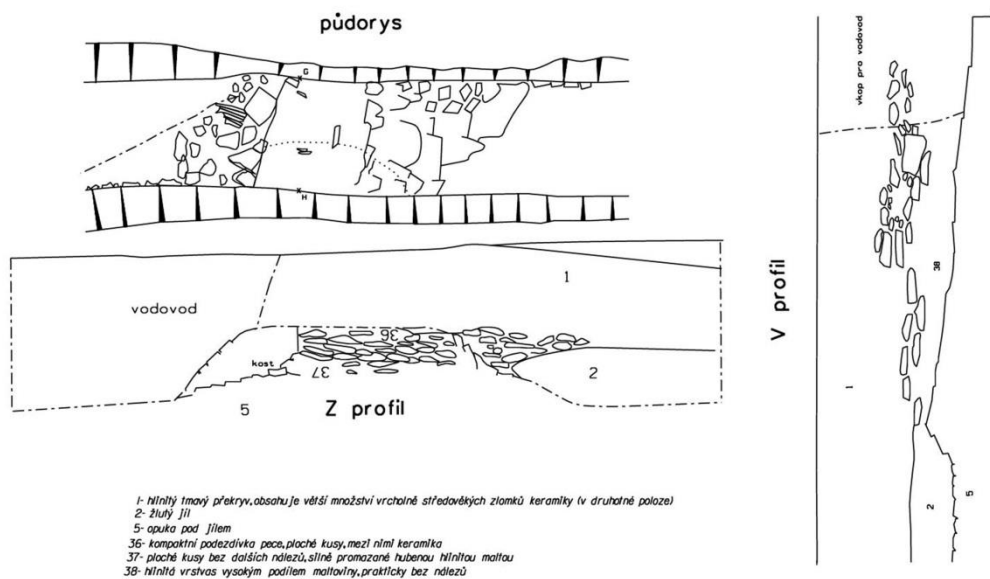 půdorys
G
H
vodovod
1
36
kost
37
2
5
Z profil
vkop pro vodovod
V profil
38
1
2
5
1- hlinitý tmavý překryv,obsahuje větší množství vrcholně středověkých zlomků keramiky (v druhotné poloze)
2- žlutý jíl
5- opuka pod jílem
36- kompaktní podezdívka pece,ploché kusy,mezi nimi keramika
37- ploché kusy bez dalších nálezů,silně promazané hubenou hlinitou maltou
38- hlinitá vrstvas vysokým podílem maltoviny,prakticky bez nálezů